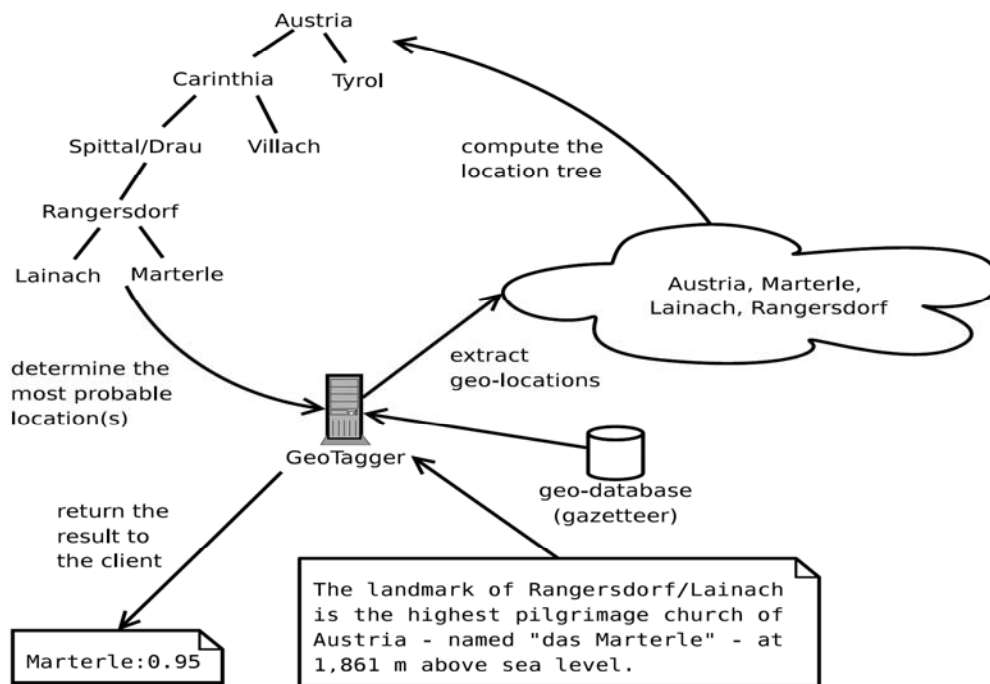 Austria
Carinthia
Tyrol
Spittal/Drau
Villach
Rangersdorf
Lainach
Marterle
compute the
location tree
Austria, Marterle,
Lainach, Rangersdorf
extract
geo-locations
determine the
most probable
location(s)
GeoTagger
geo-database
(gazetteer)
return the
result to
the client
The landmark of Rangersdorf/Lainach
is the highest pilgrimage church of
Austria - named "das Marterle" - at
1,861 m above sea level.
Marterle:0.95